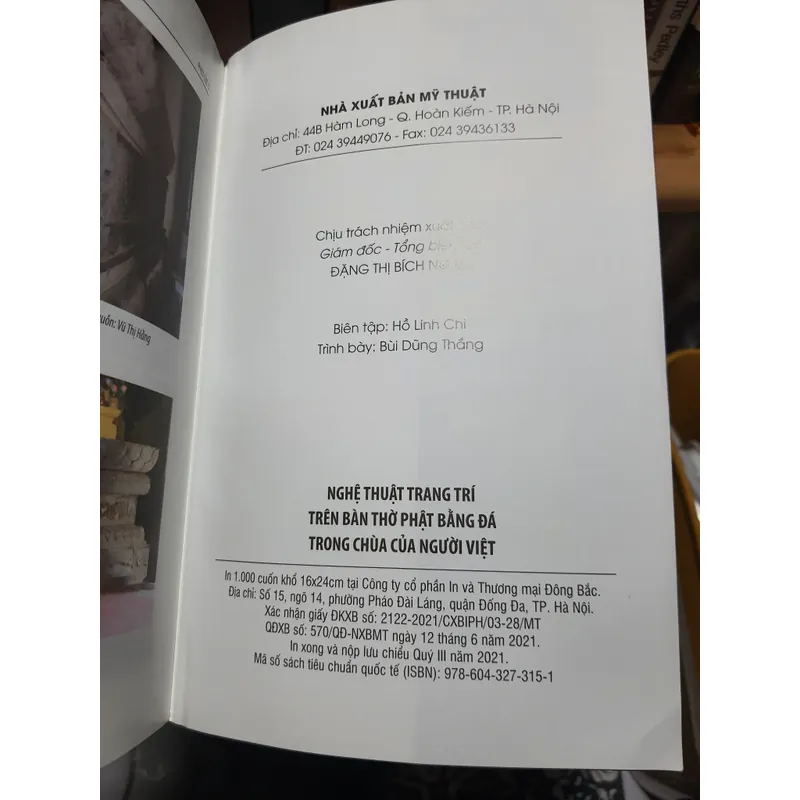 NHÀ XUẤT BẢN MỸ THUẬT
Địa chỉ: 44B Hàm Long - Q. Hoàn Kiếm - TP. Hà Nội
ĐT: 024 39449076 - Fax: 024 39436133
Chịu trách nhiệm xuất
Giám đốc - Tổng biên
ĐẶNG THỊ BÍCH
Biên tập: Hồ Linh Chi
Trình bày: Bùi Dũng Thắng
NGHỆ THUẬT TRANG TRÍ
TRÊN BÀN THỜ PHẬT BẰNG ĐÁ
TRONG CHÙA CỦA NGƯỜI VIỆT
In 1.000 cuốn khổ 16x24cm tại Công ty cổ phần In và Thương mại Đông Bắc.
Địa chỉ: Số 15, ngõ 14, phường Pháo Đài Láng, quận Đống Đa, TP. Hà Nội.
Xác nhận giấy ĐKXB số: 2122-2021/CXBIPH/03-28/MT
QĐXB số: 570/QĐ-NXBMT ngày 12 tháng 6 năm 2021.
In xong và nộp lưu chiểu Quý III năm 2021.
Mã số sách tiêu chuẩn quốc tế (ISBN): 978-604-327-315-1
Vũ Thị Hằng
Pedley